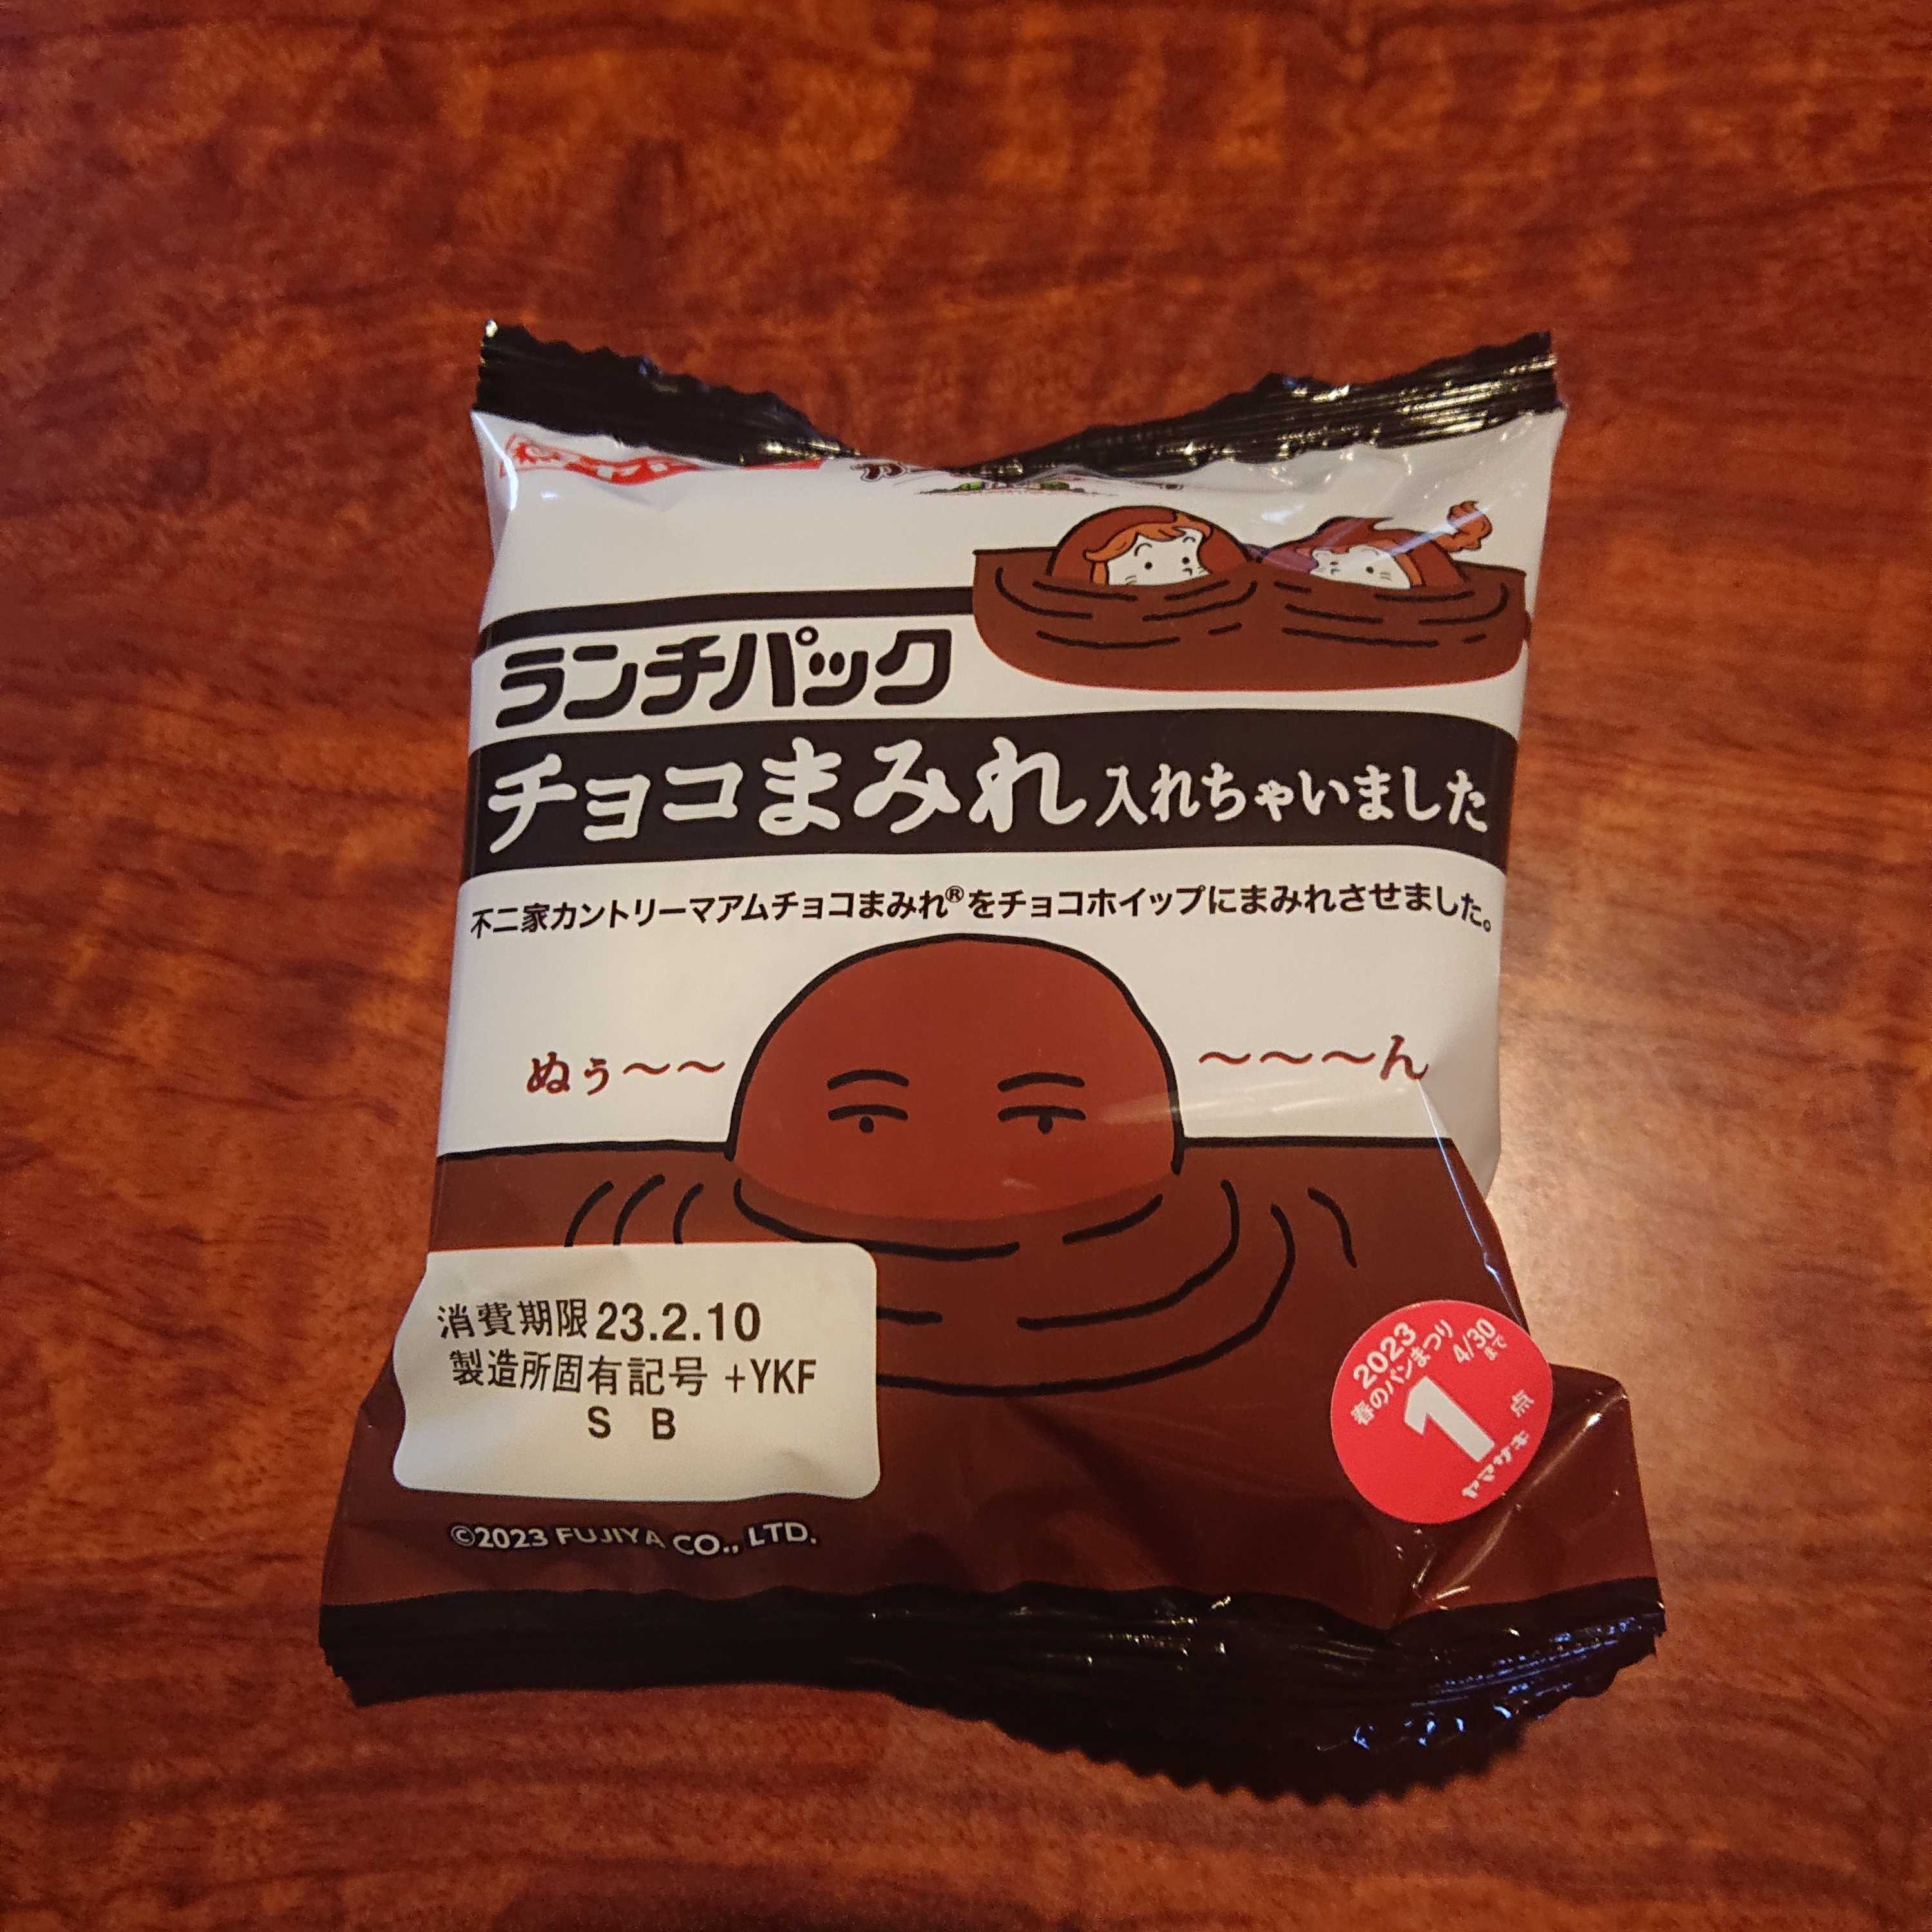 ランチパック
チョコまみれ入れちゃいました
不二家カントリーマアムチョコまみれ®をチョコホイップにまみれさせました。
ぬぅ〜〜 〜〜〜ん
消費期限23.2.10
製造所固有記号 +YKF
S B
2023
春のパンまつり
4/30
まで
1点
ヤマザキ
©2023 FUJIYA CO., LTD.